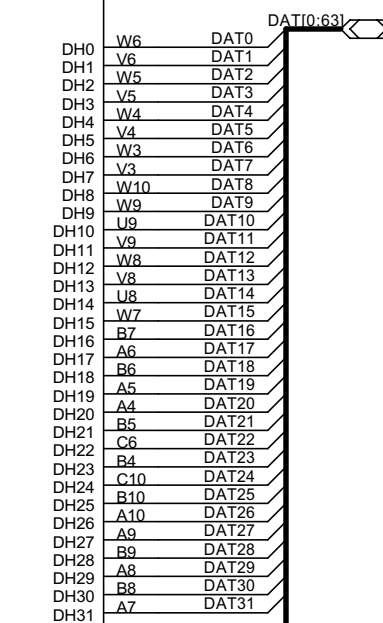 DAT[0:63]
DH0 W6 DAT0
DH1 V6 DAT1
DH2 W5 DAT2
DH3 V5 DAT3
DH4 W4 DAT4
DH5 V4 DAT5
DH6 W3 DAT6
DH7 V3 DAT7
DH8 W10 DAT8
DH9 W9 DAT9
DH10 U9 DAT10
DH11 V9 DAT11
DH12 W8 DAT12
DH13 V8 DAT13
DH14 U8 DAT14
DH15 W7 DAT15
DH16 B7 DAT16
DH17 A6 DAT17
DH18 B6 DAT18
DH19 A5 DAT19
DH20 A4 DAT20
DH21 B5 DAT21
DH22 C6 DAT22
DH23 B4 DAT23
DH24 C10 DAT24
DH25 B10 DAT25
DH26 A10 DAT26
DH27 A9 DAT27
DH28 B9 DAT28
DH29 A8 DAT29
DH30 B8 DAT30
DH31 A7 DAT31